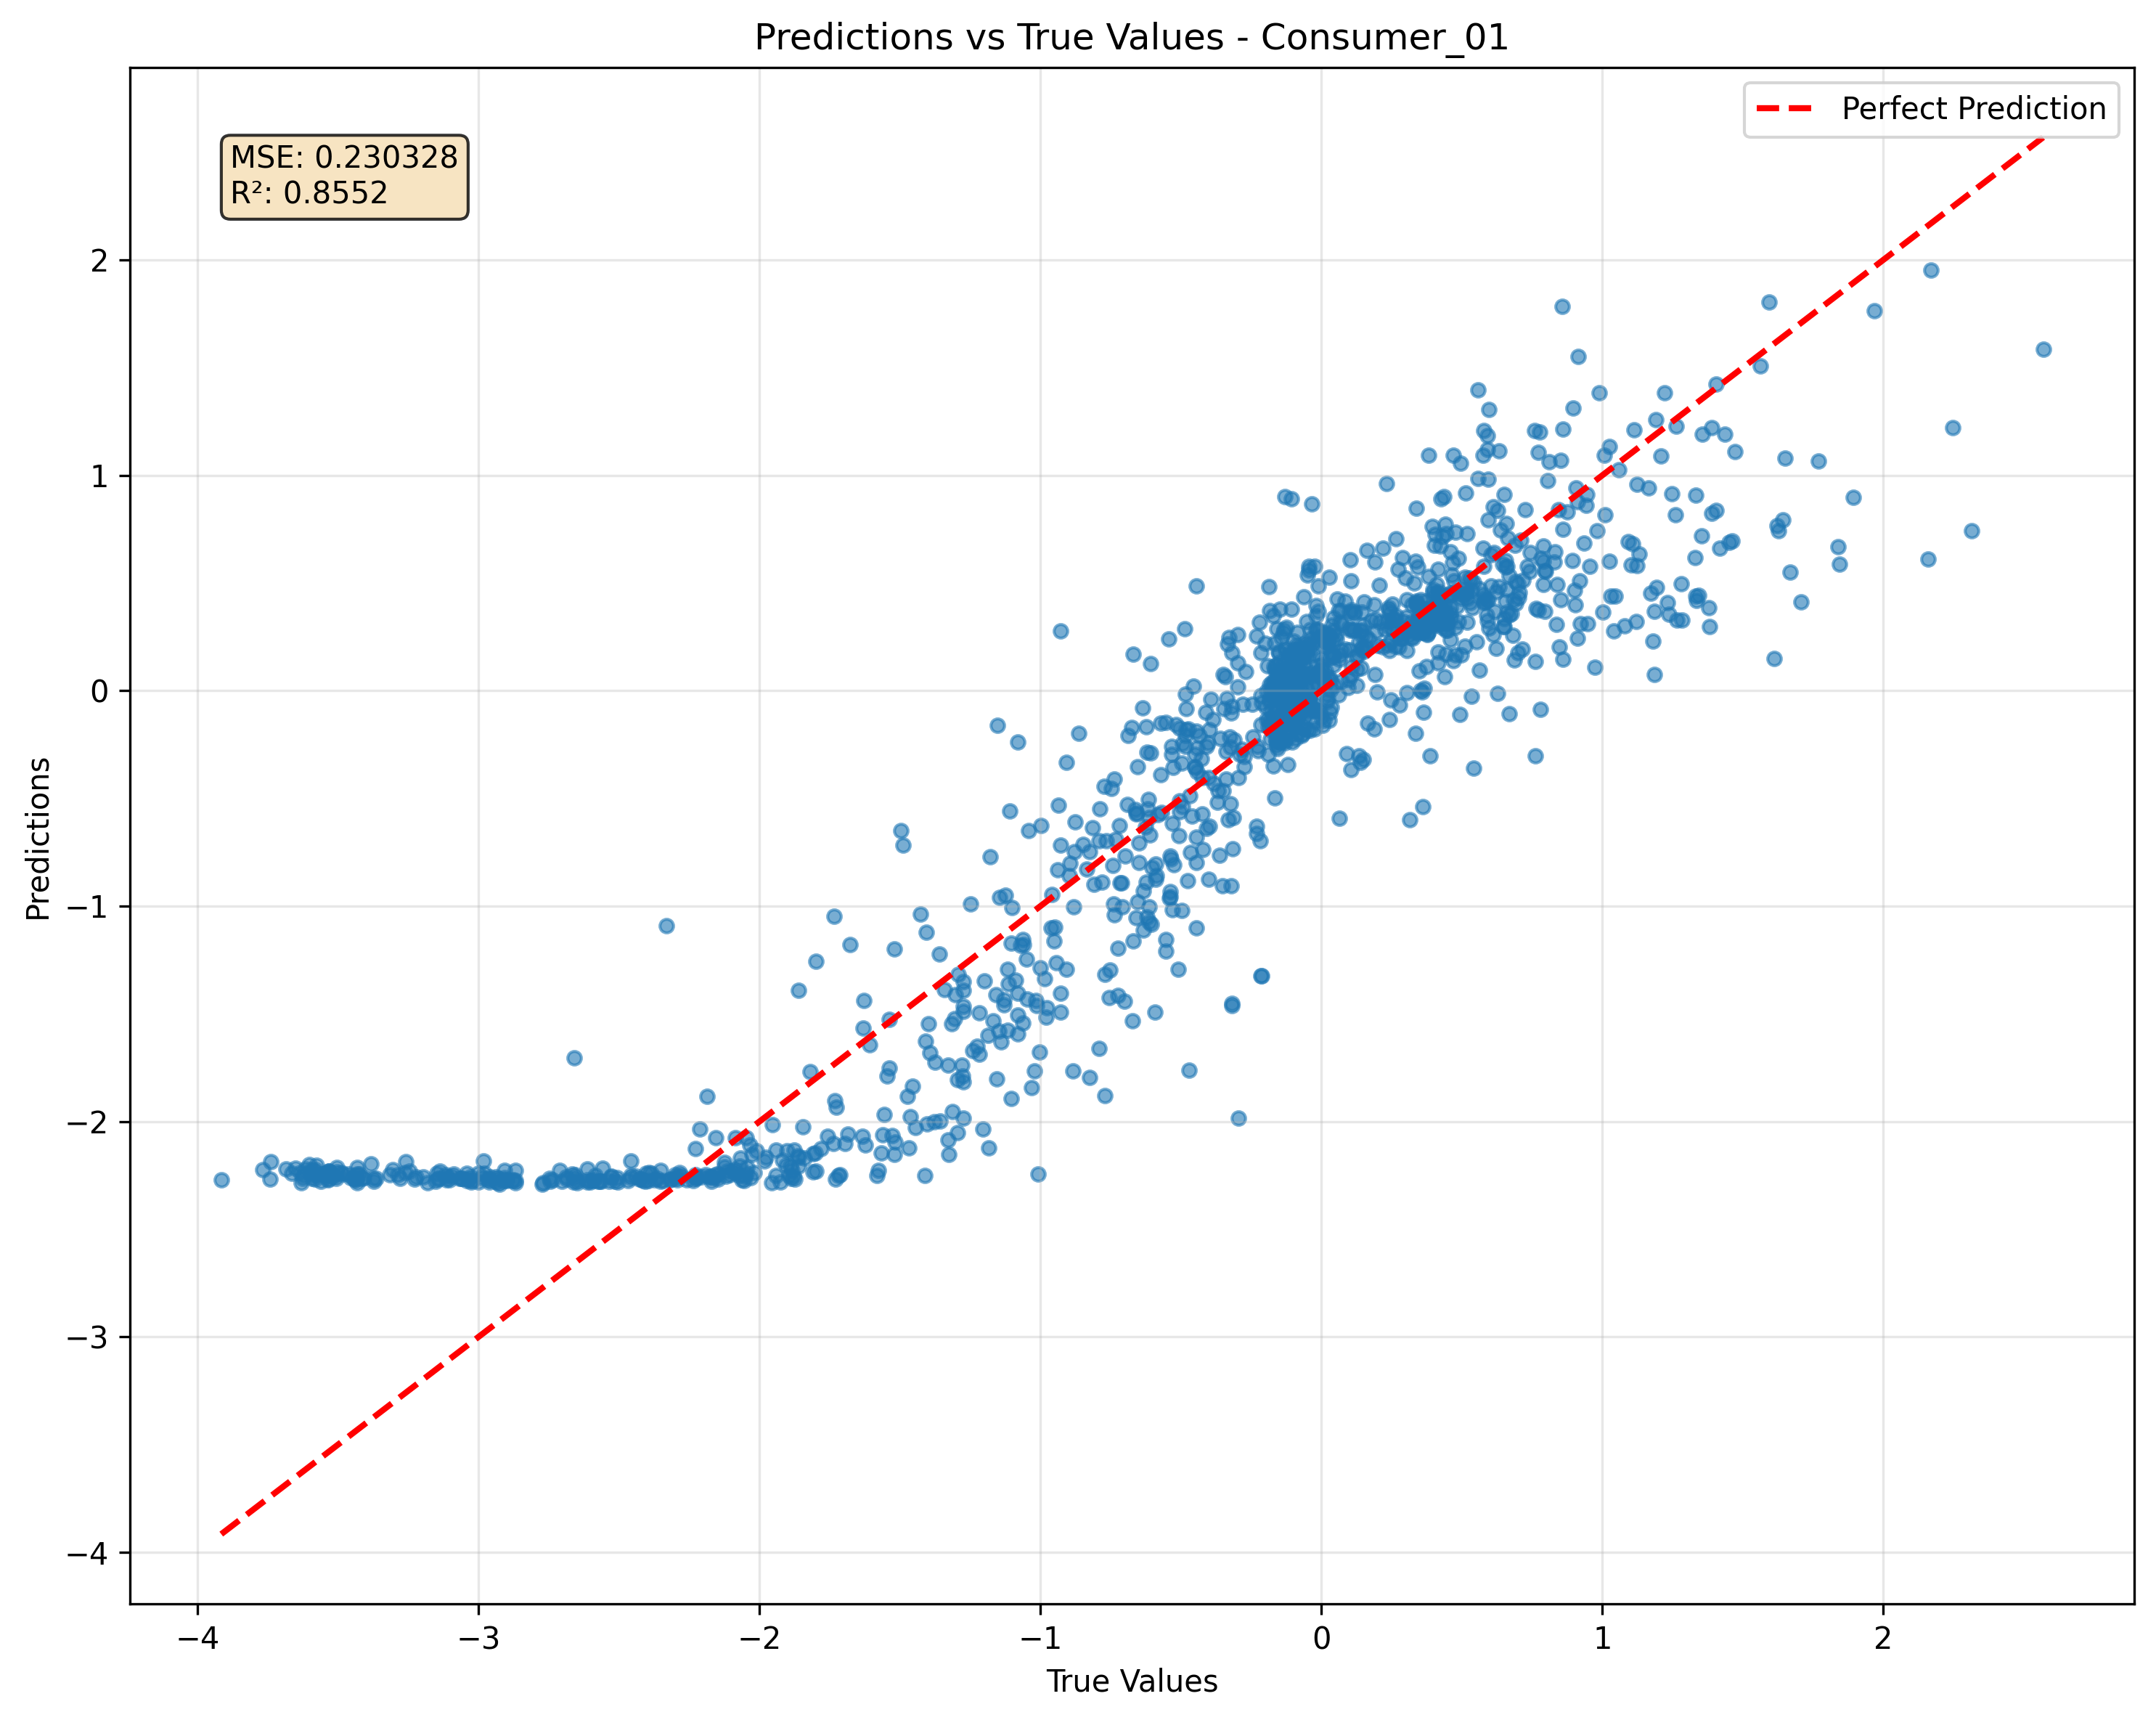 Predictions vs True Values - Consumer_01
Perfect Prediction
MSE: 0.230328
R²: 0.8552
2
1
0
−1
−2
−3
−4
Predictions
−4
−3
−2
−1
0
1
2
True Values